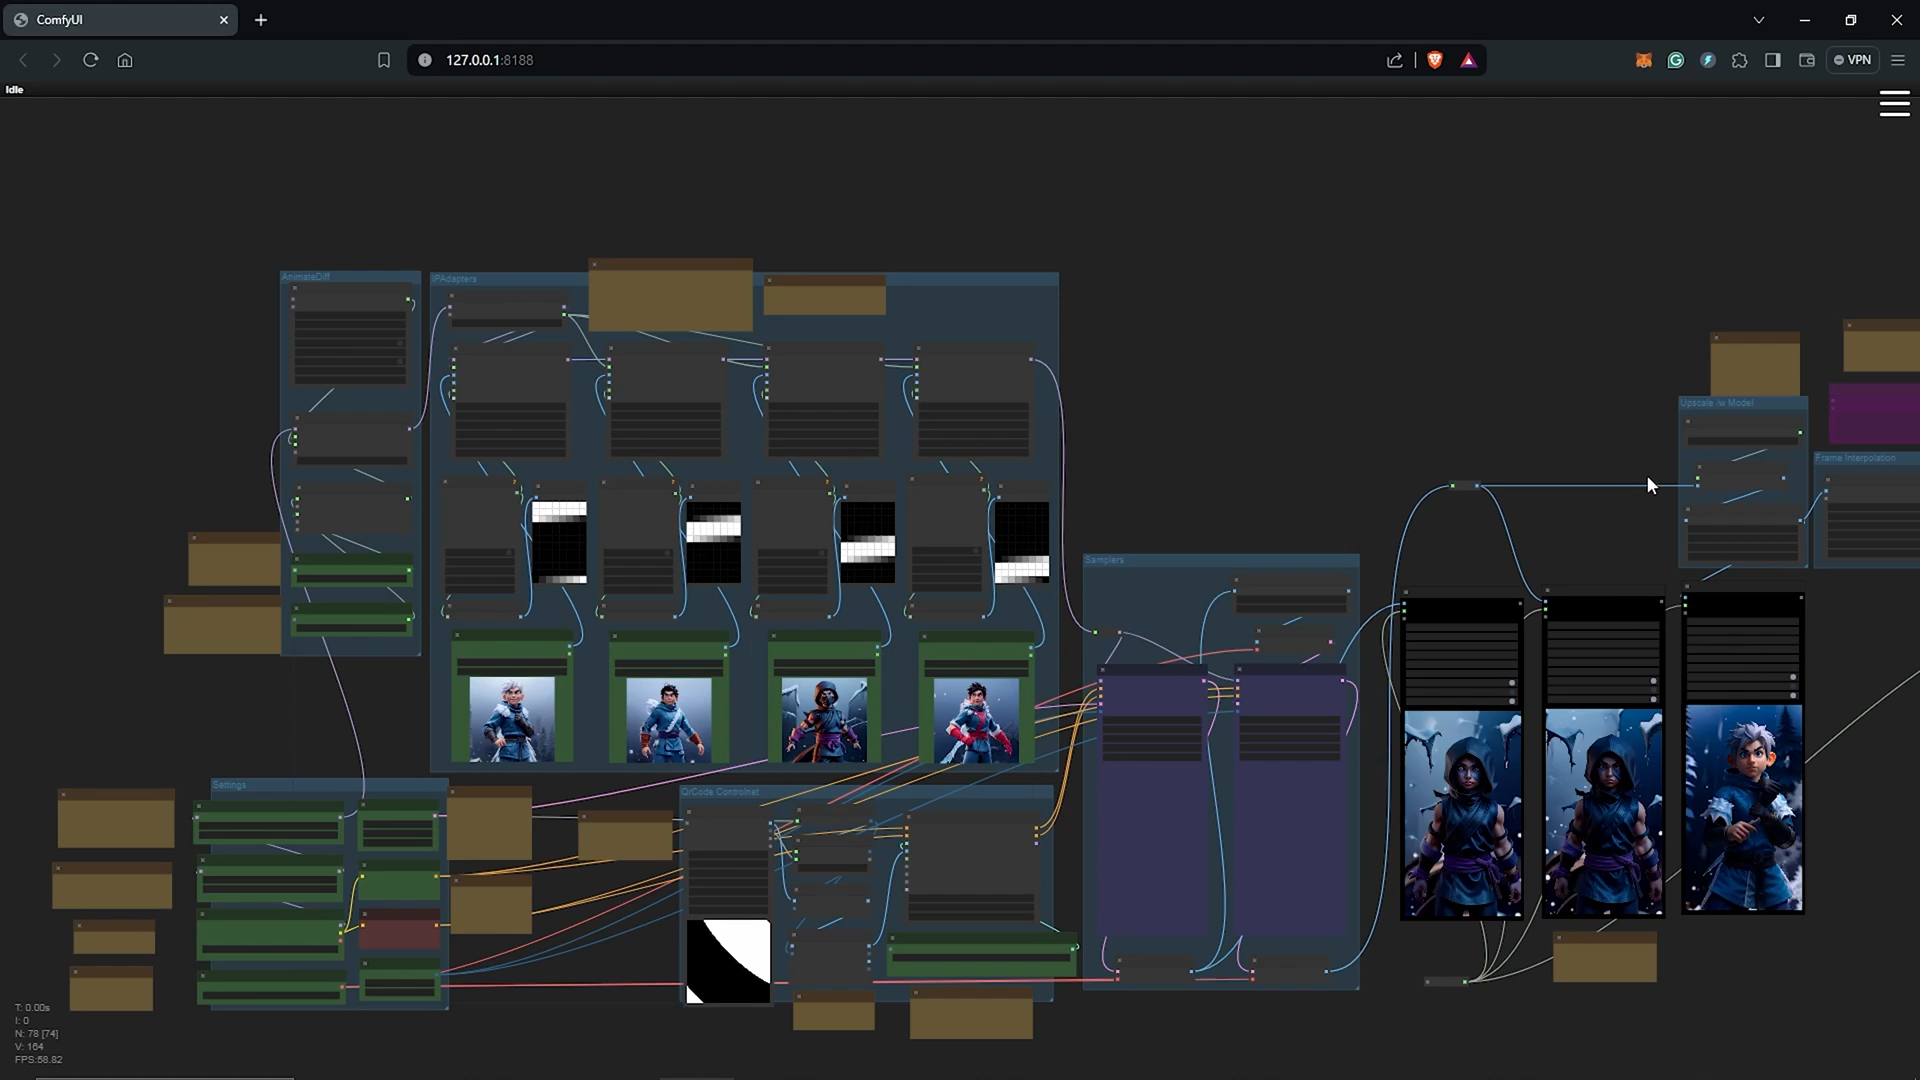 ComfyUI
127.0.0.1:8188
VPN
Idle
AnimateDiff
IPAdapters
Upscale /w Model
Frame Interpolation
Samplers
Settings
QrCode Controlnet
T: 0.00s
I: 0
N: 78 [74]
V: 164
FPS:58.82